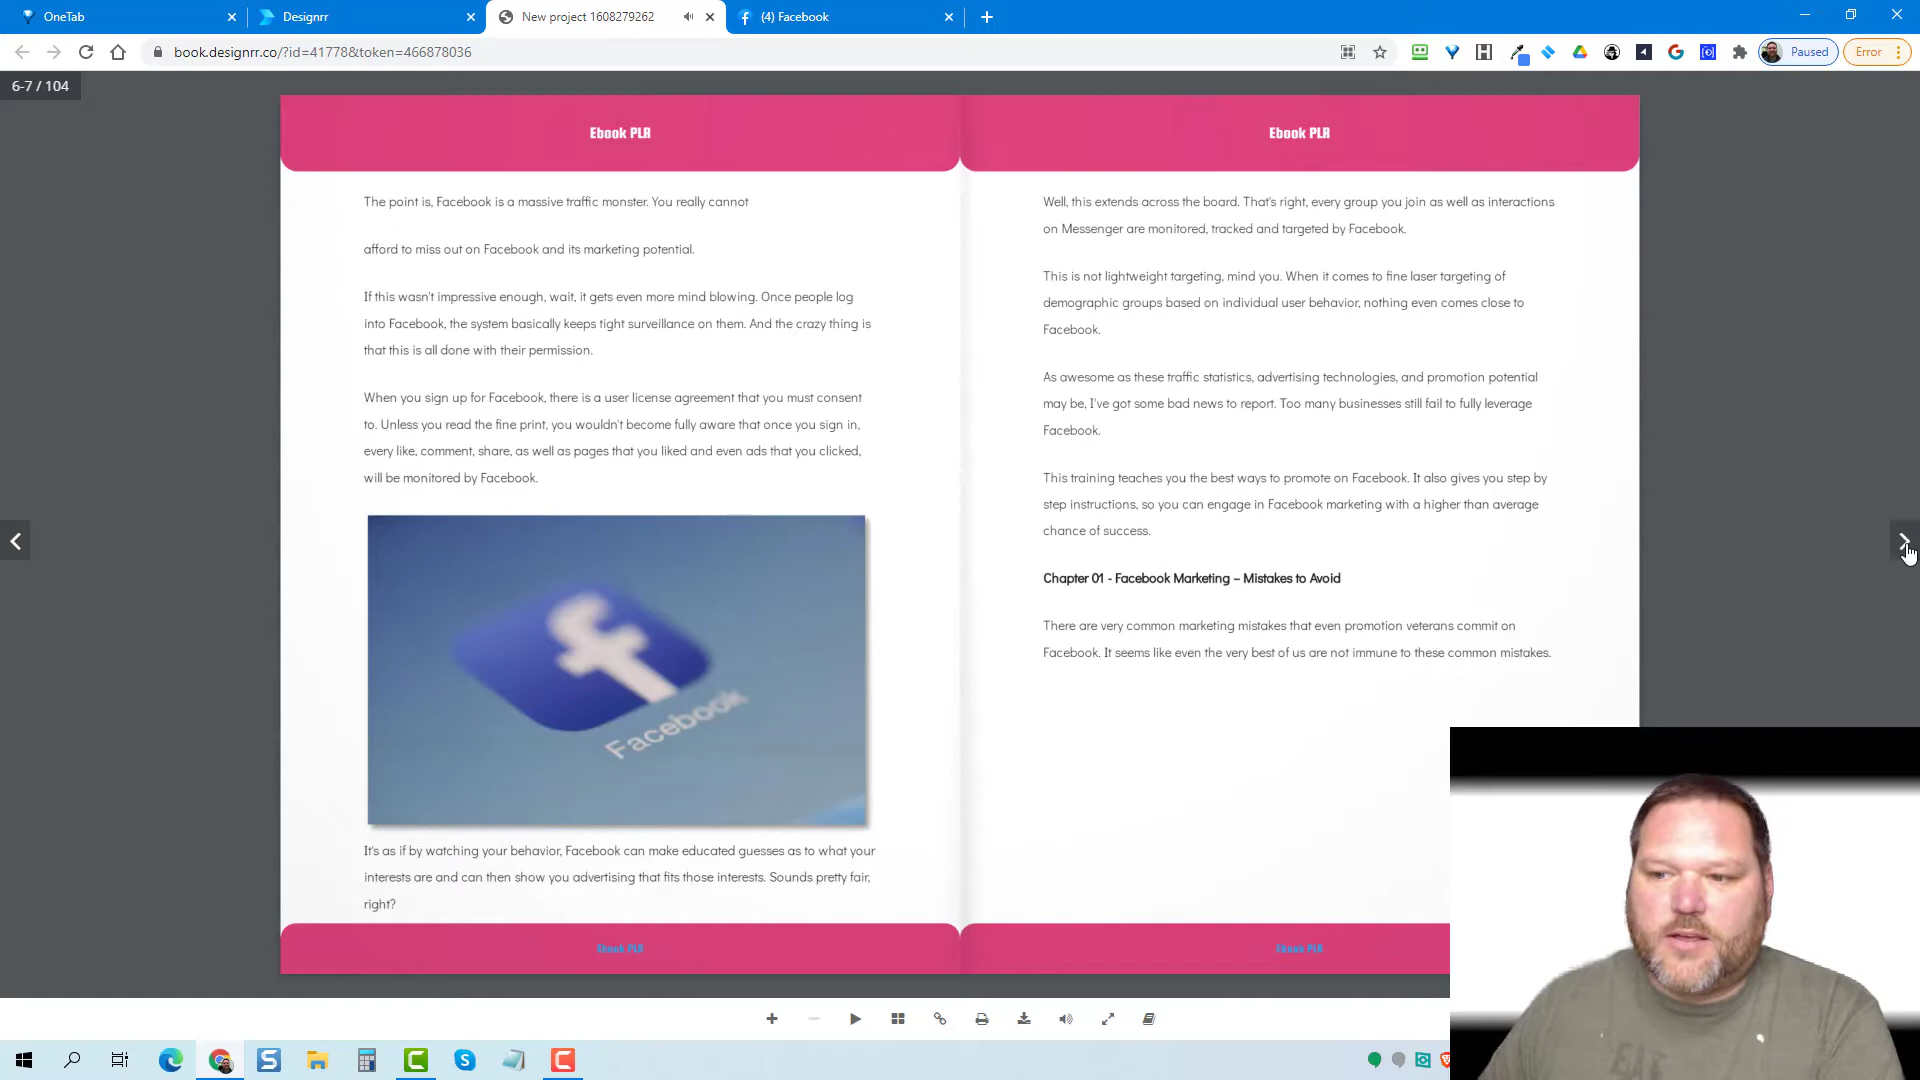 OneTab
Designrr
New project 1608279262
(4) Facebook
book.designrr.co/?id=41778&token=466878036
Paused
Error
6-7 / 104
Ebook PLR
The point is, Facebook is a massive traffic monster. You really cannot
afford to miss out on Facebook and its marketing potential.
If this wasn't impressive enough, wait, it gets even more mind blowing. Once people log
into Facebook, the system basically keeps tight surveillance on them. And the crazy thing is
that this is all done with their permission.
When you sign up for Facebook, there is a user license agreement that you must consent
to. Unless you read the fine print, you wouldn't become fully aware that once you sign in,
every like, comment, share, as well as pages that you liked and even ads that you clicked,
will be monitored by Facebook.
Facebook
It's as if by watching your behavior, Facebook can make educated guesses as to what your
interests are and can then show you advertising that fits those interests. Sounds pretty fair,
right?
Ebook PLR
Ebook PLR
Well, this extends across the board. That's right, every group you join as well as interactions
on Messenger are monitored, tracked and targeted by Facebook.
This is not lightweight targeting, mind you. When it comes to fine laser targeting of
demographic groups based on individual user behavior, nothing even comes close to
Facebook.
As awesome as these traffic statistics, advertising technologies, and promotion potential
may be, I've got some bad news to report. Too many businesses still fail to fully leverage
Facebook.
This training teaches you the best ways to promote on Facebook. It also gives you step by
step instructions, so you can engage in Facebook marketing with a higher than average
chance of success.
Chapter 01 - Facebook Marketing – Mistakes to Avoid
There are very common marketing mistakes that even promotion veterans commit on
Facebook. It seems like even the very best of us are not immune to these common mistakes.
Ebook PLR